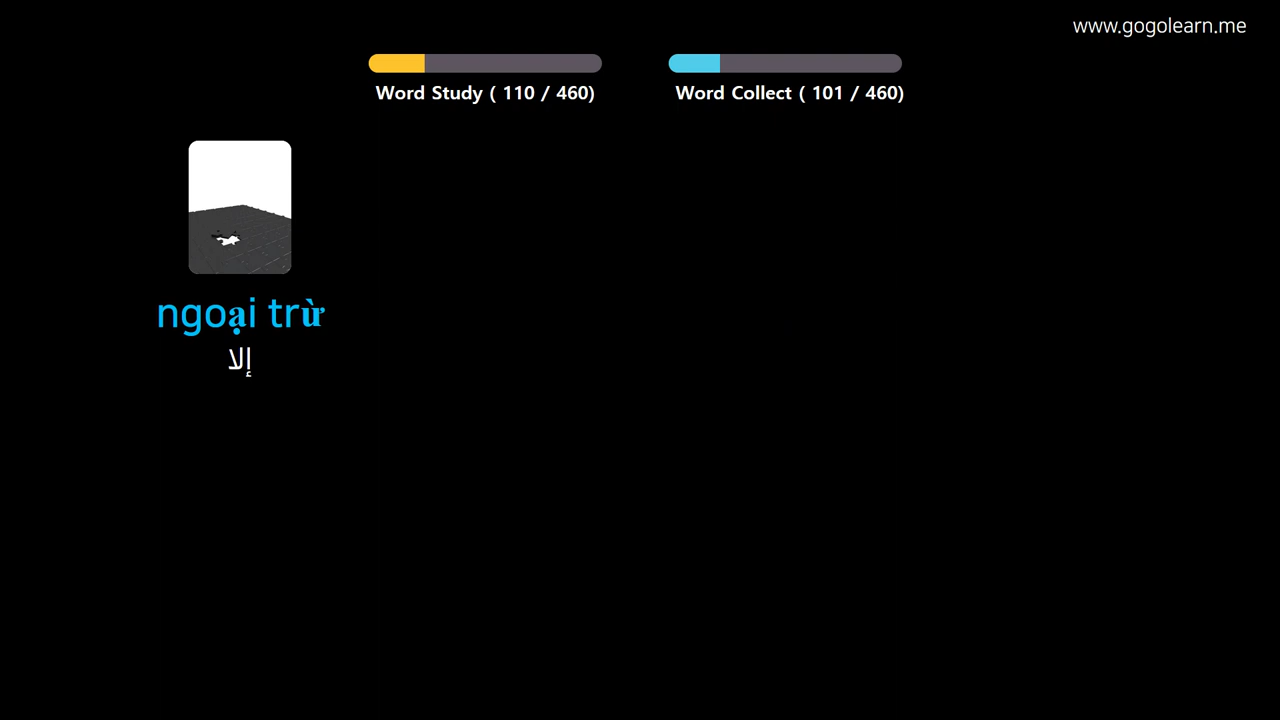 www.gogolearn.me
Word Study ( 110 / 460)
Word Collect ( 101 / 460)
ngoại trừ
إلا